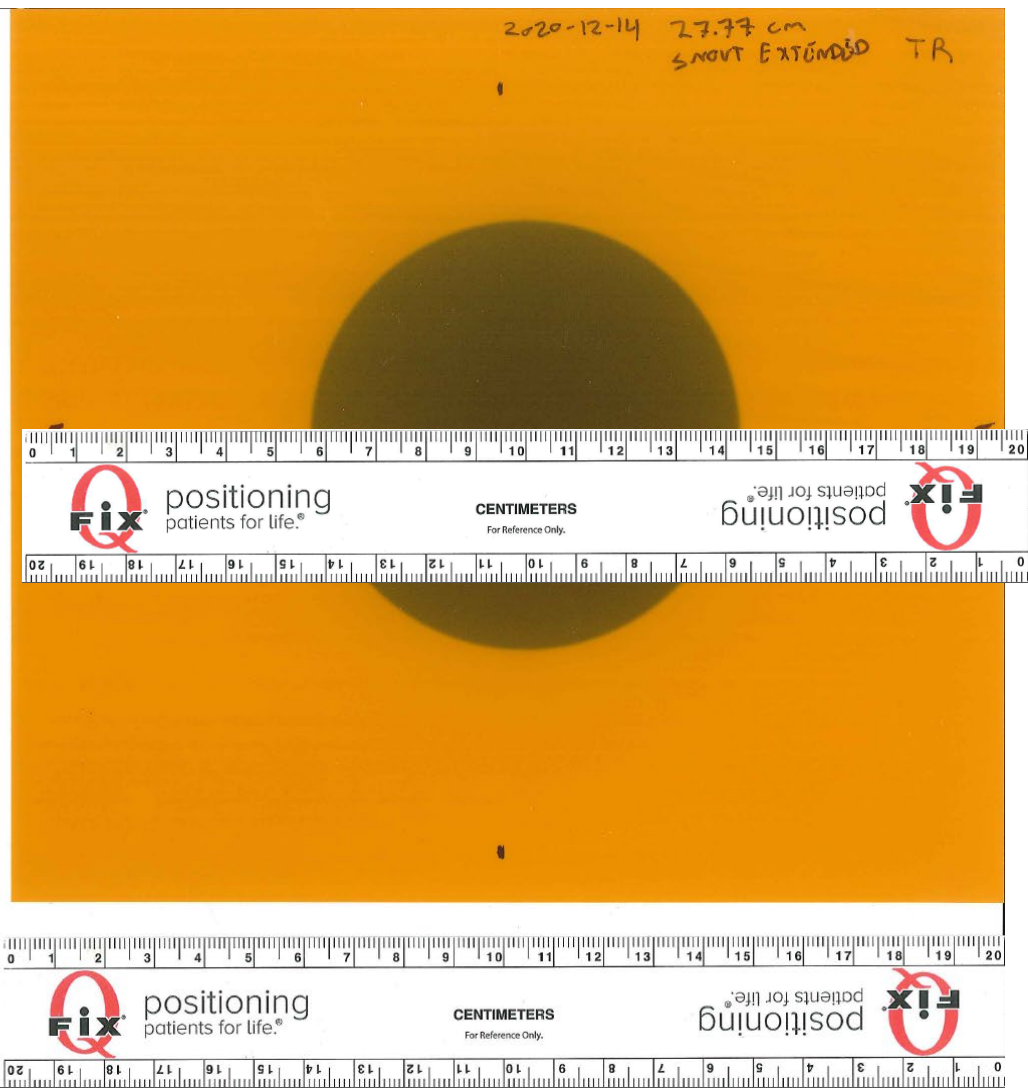 2020-12-14 27.77 cm
SNOUT EXTENDED TR
0 1 2 3 4 5 6 7 8 9 10 11 12 13 14 15 16 17 18 19 20
QFix® positioning
patients for life.®
CENTIMETERS
For Reference Only.
QFix® positioning
patients for life.®
20 19 18 17 16 15 14 13 12 11 10 9 8 7 6 5 4 3 2 1 0
0 1 2 3 4 5 6 7 8 9 10 11 12 13 14 15 16 17 18 19 20
QFix® positioning
patients for life.®
CENTIMETERS
For Reference Only.
QFix® positioning
patients for life.®
20 19 18 17 16 15 14 13 12 11 10 9 8 7 6 5 4 3 2 1 0